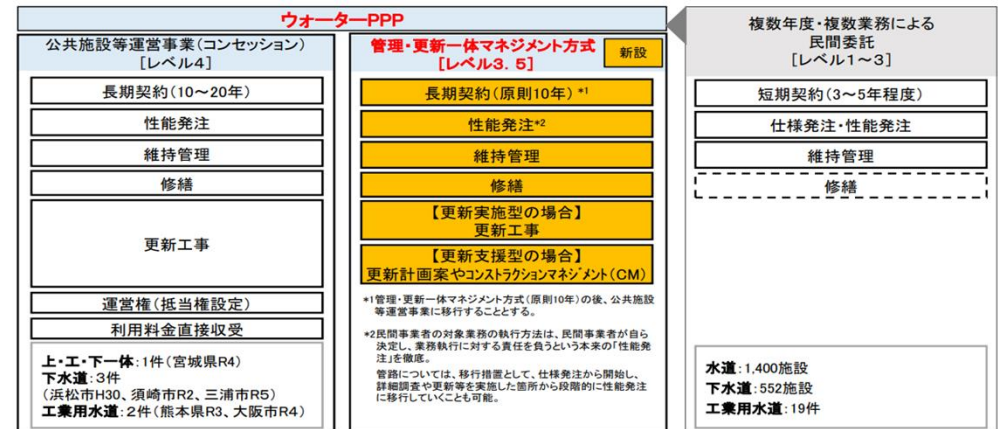 ウォーターPPP
公共施設等運営事業(コンセッション)
[レベル4]
長期契約(10～20年)
性能発注
維持管理
修繕
更新工事
運営権(抵当権設定)
利用料金直接収受
上・工・下一体:1件(宮城県R4)
下水道:3件
(浜松市H30、須崎市R2、三浦市R5)
工業用水道:2件(熊本県R3、大阪市R4)
管理・更新一体マネジメント方式
[レベル3.5]
新設
長期契約(原則10年)*1
性能発注*2
維持管理
修繕
【更新実施型の場合】
更新工事
【更新支援型の場合】
更新計画案やコンストラクションマネジメント(CM)
*1管理・更新一体マネジメント方式(原則10年)の後、公共施設
等運営事業に移行することとする。
*2民間事業者の対象業務の執行方法は、民間事業者が自ら
決定し、業務執行に対する責任を負うという本来の「性能発
注」を徹底。
管路については、移行措置として、仕様発注から開始し、
詳細調査や更新等を実施した箇所から段階的に性能発注
に移行していくことも可能。
複数年度・複数業務による
民間委託
[レベル1～3]
短期契約(3～5年程度)
仕様発注・性能発注
維持管理
修繕
水道:1,400施設
下水道:552施設
工業用水道:19件